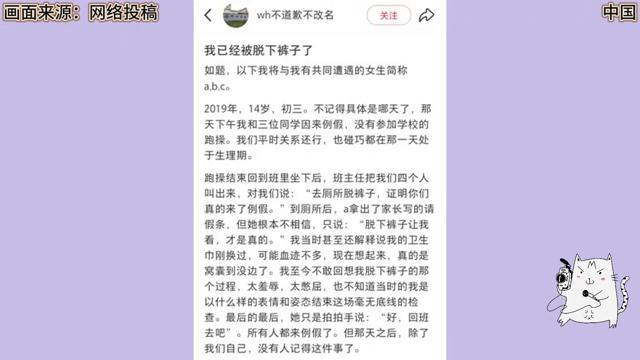 画面来源：网络投稿
中国
wh不道歉不改名
关注
我已经被脱下裤子了
如题，以下我将与我有共同遭遇的女生简称
a,b,c。
2019年，14岁，初三。不记得具体是哪天了，那
天下午我和三位同学因来例假，没有参加学校的
跑操。我们平时关系还行，也碰巧都在那一天处
于生理期。
跑操结束回到班里坐下后，班主任把我们四个人
叫出来，对我们说：“去厕所脱裤子，证明你们
真的来了例假。”到厕所后，a拿出了家长写的请
假条，但她根本不相信，只说：“脱下裤子让我
看，才是真的。”我当时甚至还解释说我的卫生
巾刚换过，可能血迹不多，现在想起来，真的是
窝囊到没边了。我至今不敢回想我脱下裤子的那
个过程，太羞辱，太憋屈，也不知道当时的我是
以什么样的表情和姿态结束这场毫无底线的检
查。最后的最后，她只是拍拍手说：“好，回班
去吧”。所有人都来例假了。但那天之后，除了
我们自己，没有人记得这件事了。